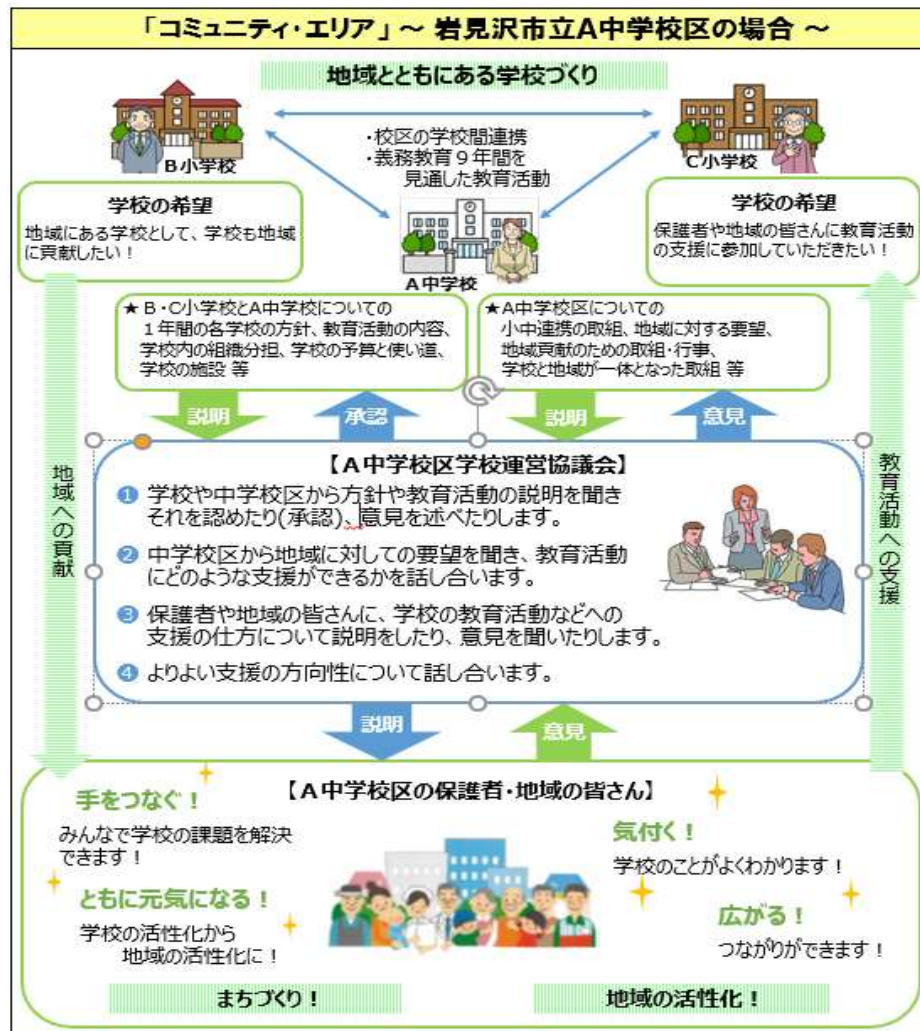 「コミュニティ・エリア」～ 岩見沢市立A中学校区の場合 ～
地域とともにある学校づくり
B小学校
・校区の学校間連携
・義務教育９年間を
見通した教育活動
C小学校
A中学校
学校の希望
地域にある学校として、学校も地域
に貢献したい！
学校の希望
保護者や地域の皆さんに教育活動
の支援に参加していただきたい！
★Ｂ・Ｃ小学校とＡ中学校についての
１年間の各学校の方針、教育活動の内容、
学校内の組織分担、学校の予算と使い道、
学校の施設 等
★Ａ中学校区についての
小中連携の取組、地域に対する要望、
地域貢献のための取組・行事、
学校と地域が一体となった取組 等
説明
承認
説明
意見
地域への貢献
教育活動への支援
【Ａ中学校区学校運営協議会】
❶ 学校や中学校区から方針や教育活動の説明を聞き
それを認めたり(承認)、意見を述べたりします。
❷ 中学校区から地域に対しての要望を聞き、教育活動
にどのような支援ができるかを話し合います。
❸ 保護者や地域の皆さんに、学校の教育活動などへの
支援の仕方について説明をしたり、意見を聞いたりします。
❹ よりよい支援の方向性について話し合います。
説明
意見
【Ａ中学校区の保護者・地域の皆さん】
手をつなぐ！
みんなで学校の課題を解決
できます！
ともに元気になる！
学校の活性化から
地域の活性化に！
気付く！
学校のことがよくわかります！
広がる！
つながりができます！
まちづくり！
地域の活性化！